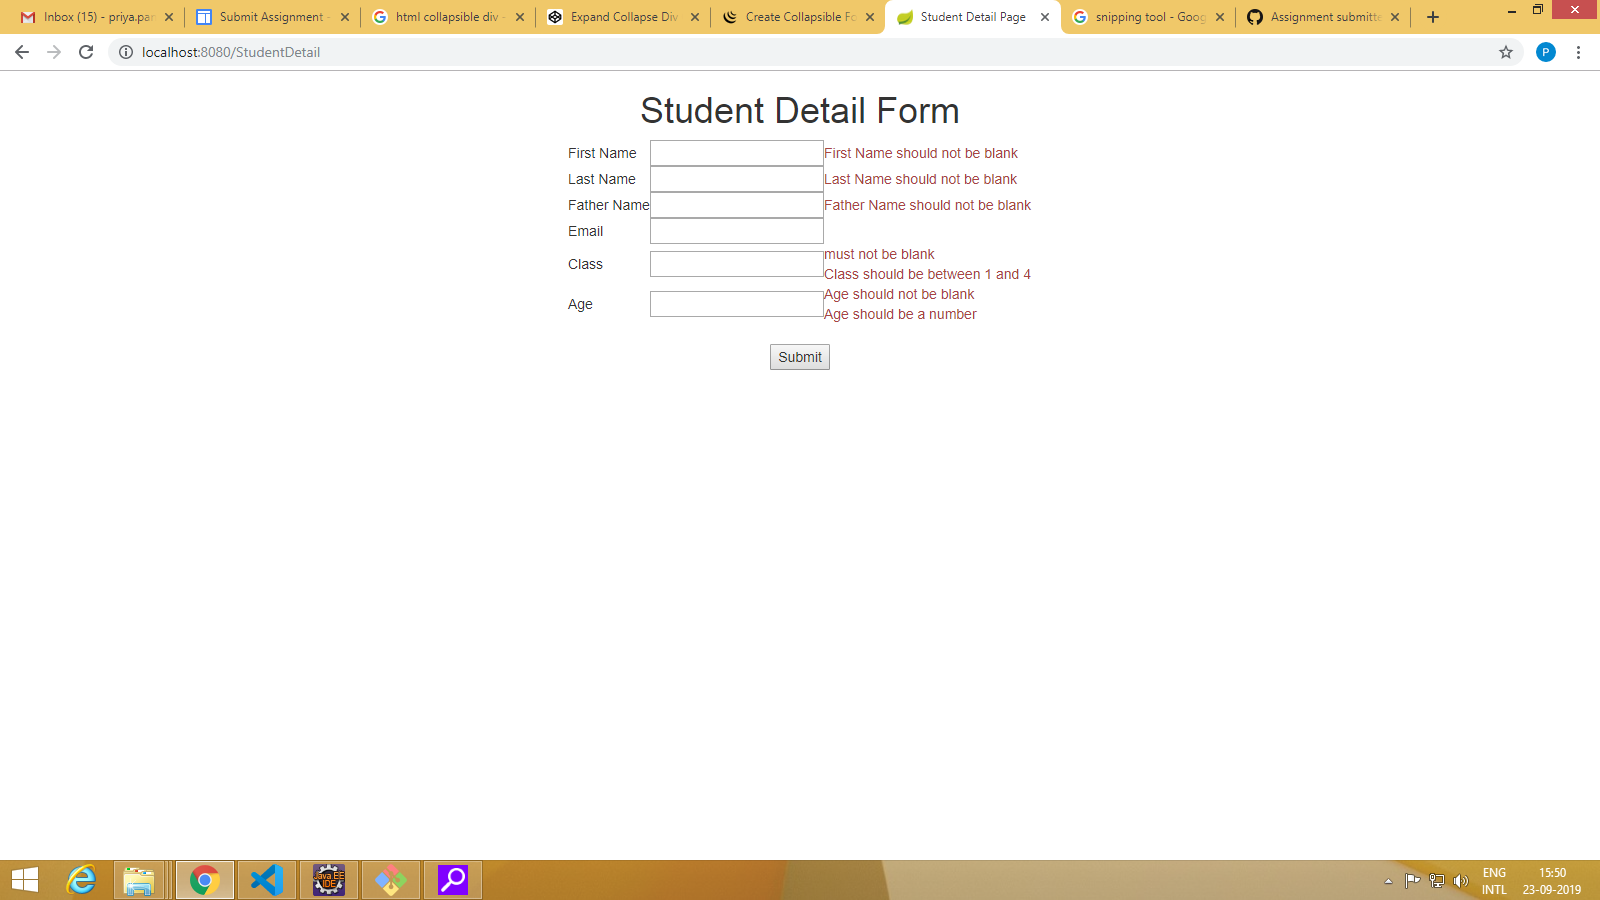 Inbox (15) - priya.par
Submit Assignment -
html collapsible div -
Expand Collapse Div
Create Collapsible Fo
Student Detail Page
snipping tool - Goog
Assignment submitte
localhost:8080/StudentDetail
P
Student Detail Form
First Name First Name should not be blank
Last Name Last Name should not be blank
Father Name Father Name should not be blank
Email
must not be blank
Class
Class should be between 1 and 4
Age should not be blank
Age
Age should be a number
Submit
Java EE
IDE
ENG 15:50
INTL 23-09-2019